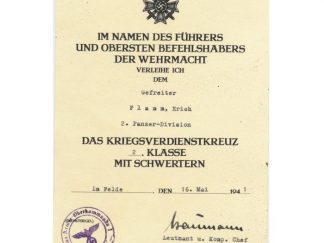 IM NAMEN DES FÜHRERS
UND OBERSTEN BEFEHLSHABERS
DER WEHRMACHT
VERLEIHE ICH
DEM
Gefreiter
Flamm, Erich
2. Panzer-Division
DAS KRIEGSVERDIENSTKREUZ
2. KLASSE
MIT SCHWERTERN
im Felde, DEN 16. Mai 1941
Leutnant u. Komp. Chef